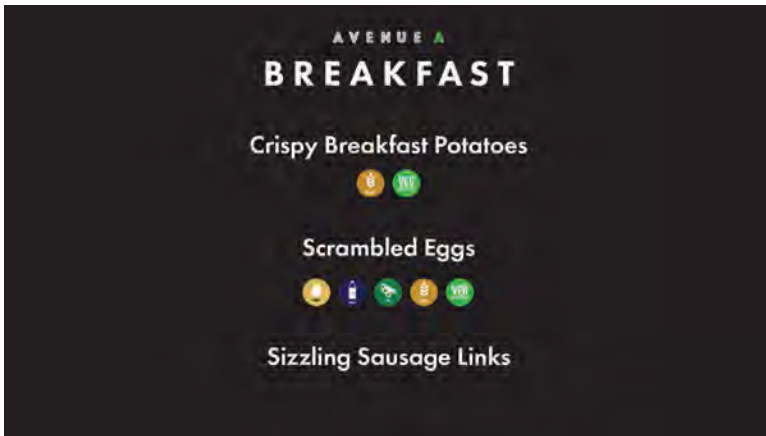 AVENUE A
BREAKFAST
Crispy Breakfast Potatoes
Scrambled Eggs
Sizzling Sausage Links